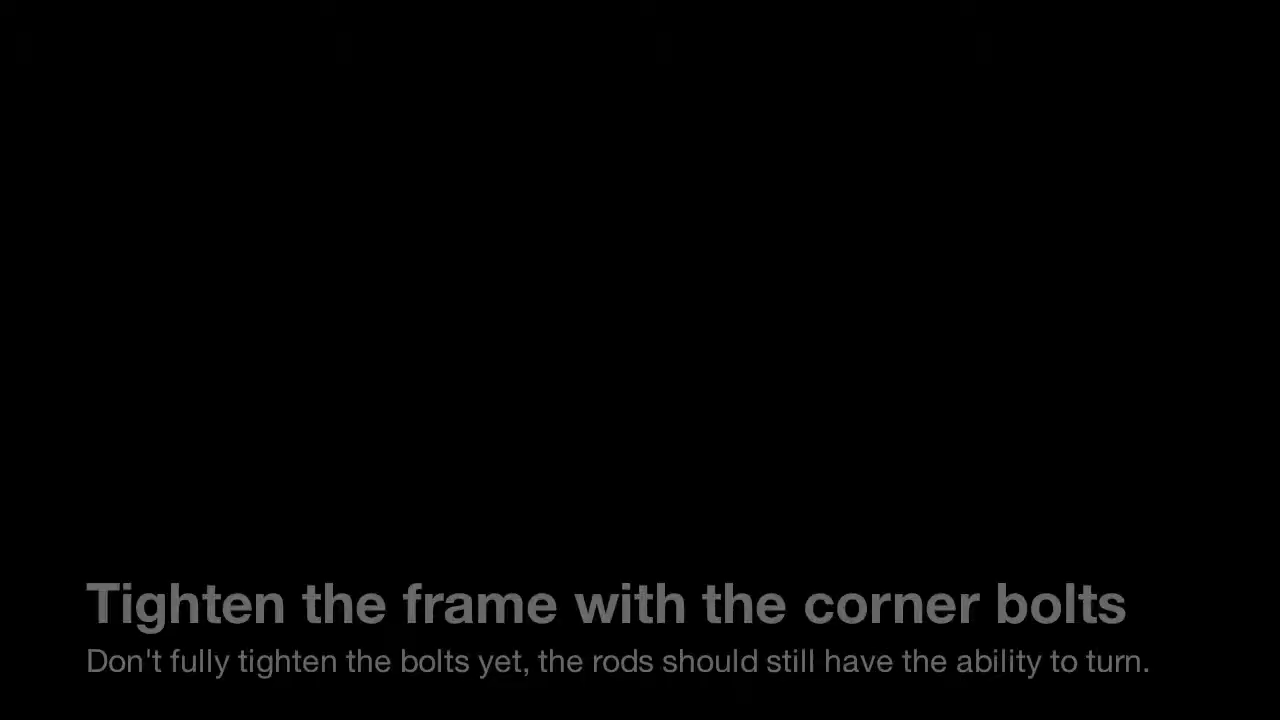 Tighten the frame with the corner bolts
Don't fully tighten the bolts yet, the rods should still have the ability to turn.